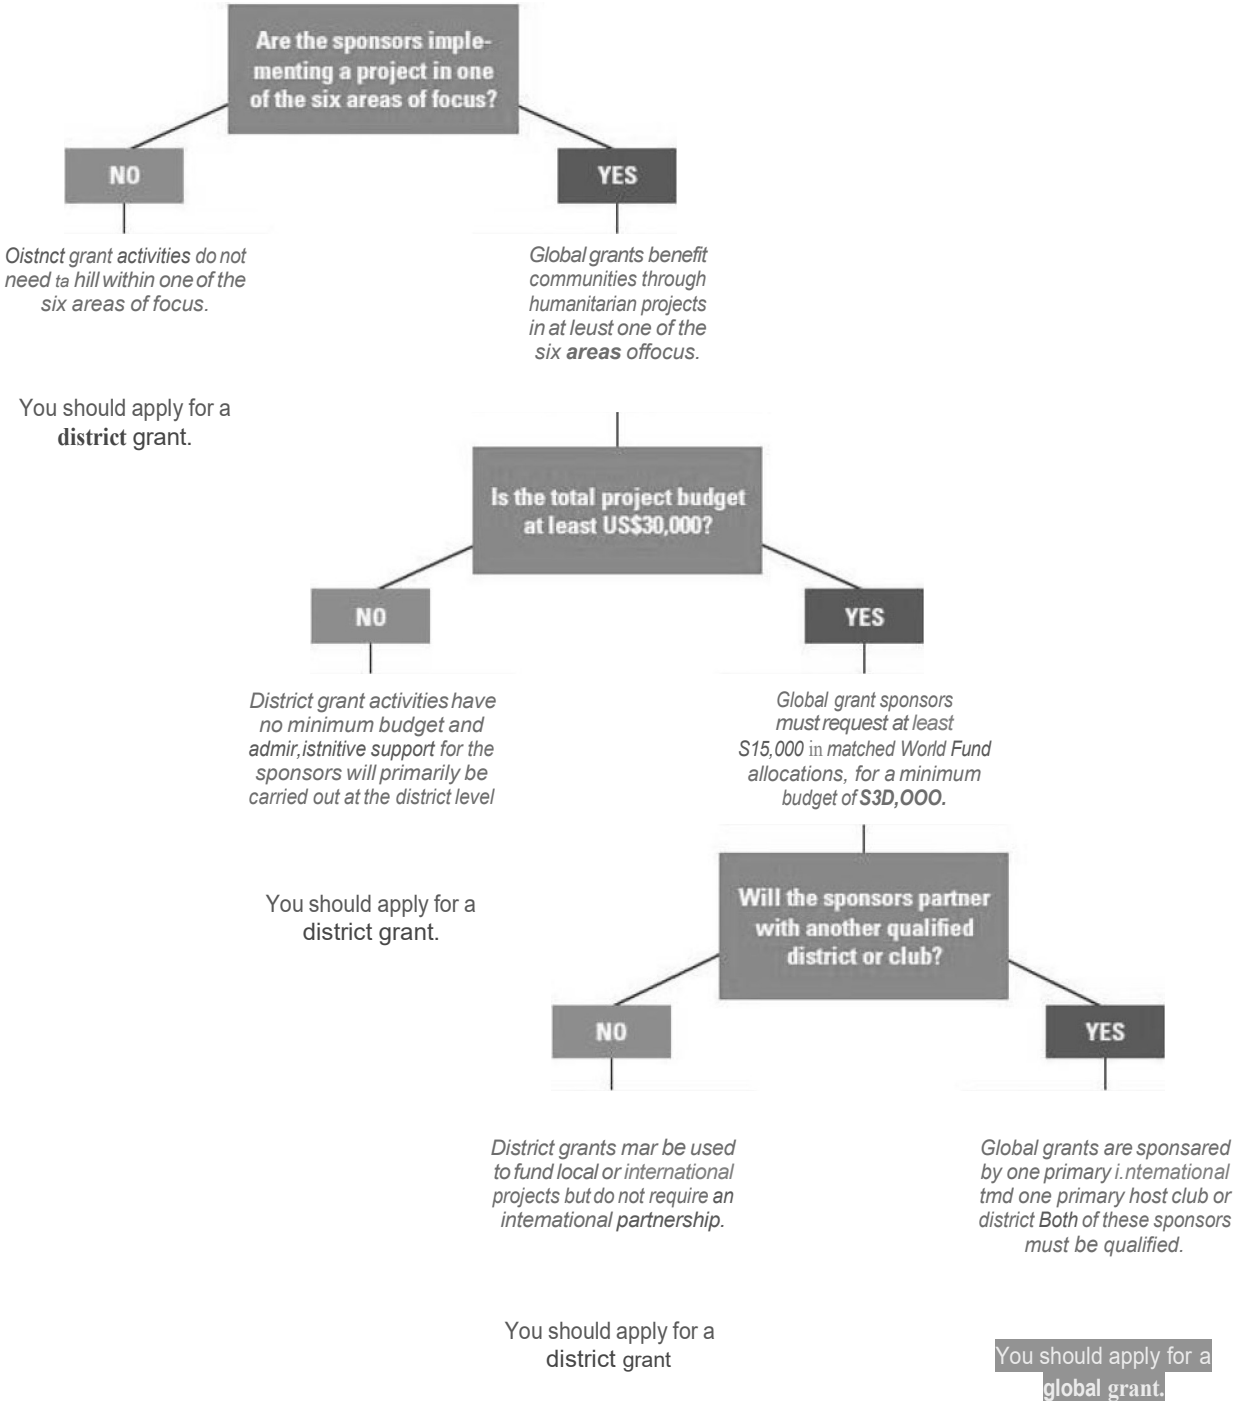 Are the sponsors imple-
menting a project in one
of the six areas of focus?
NO
YES
Oistnct grant activities do not
need ta hill within one of the
six areas of focus.
Global grants benefit
communities through
humanitarian projects
in at leust one of the
six areas offocus.
You should apply for a
district grant.
Is the total project budget
at least US$30,000?
NO
YES
District grant activities have
no minimum budget and
admir,istnitive support for the
sponsors will primarily be
carried out at the district level
Global grant sponsors
must request at least
S15,000 in matched World Fund
allocations, for a minimum
budget of S3D,OOO.
You should apply for a
district grant.
Will the sponsors partner
with another qualified
district or club?
NO
YES
District grants mar be used
to fund local or international
projects but do not require an
intemational partnership.
Global grants are sponsared
by one primary i.ntemational
tmd one primary host club or
district Both of these sponsors
must be qualified.
You should apply for a
district grant
You should apply for a
global grant.